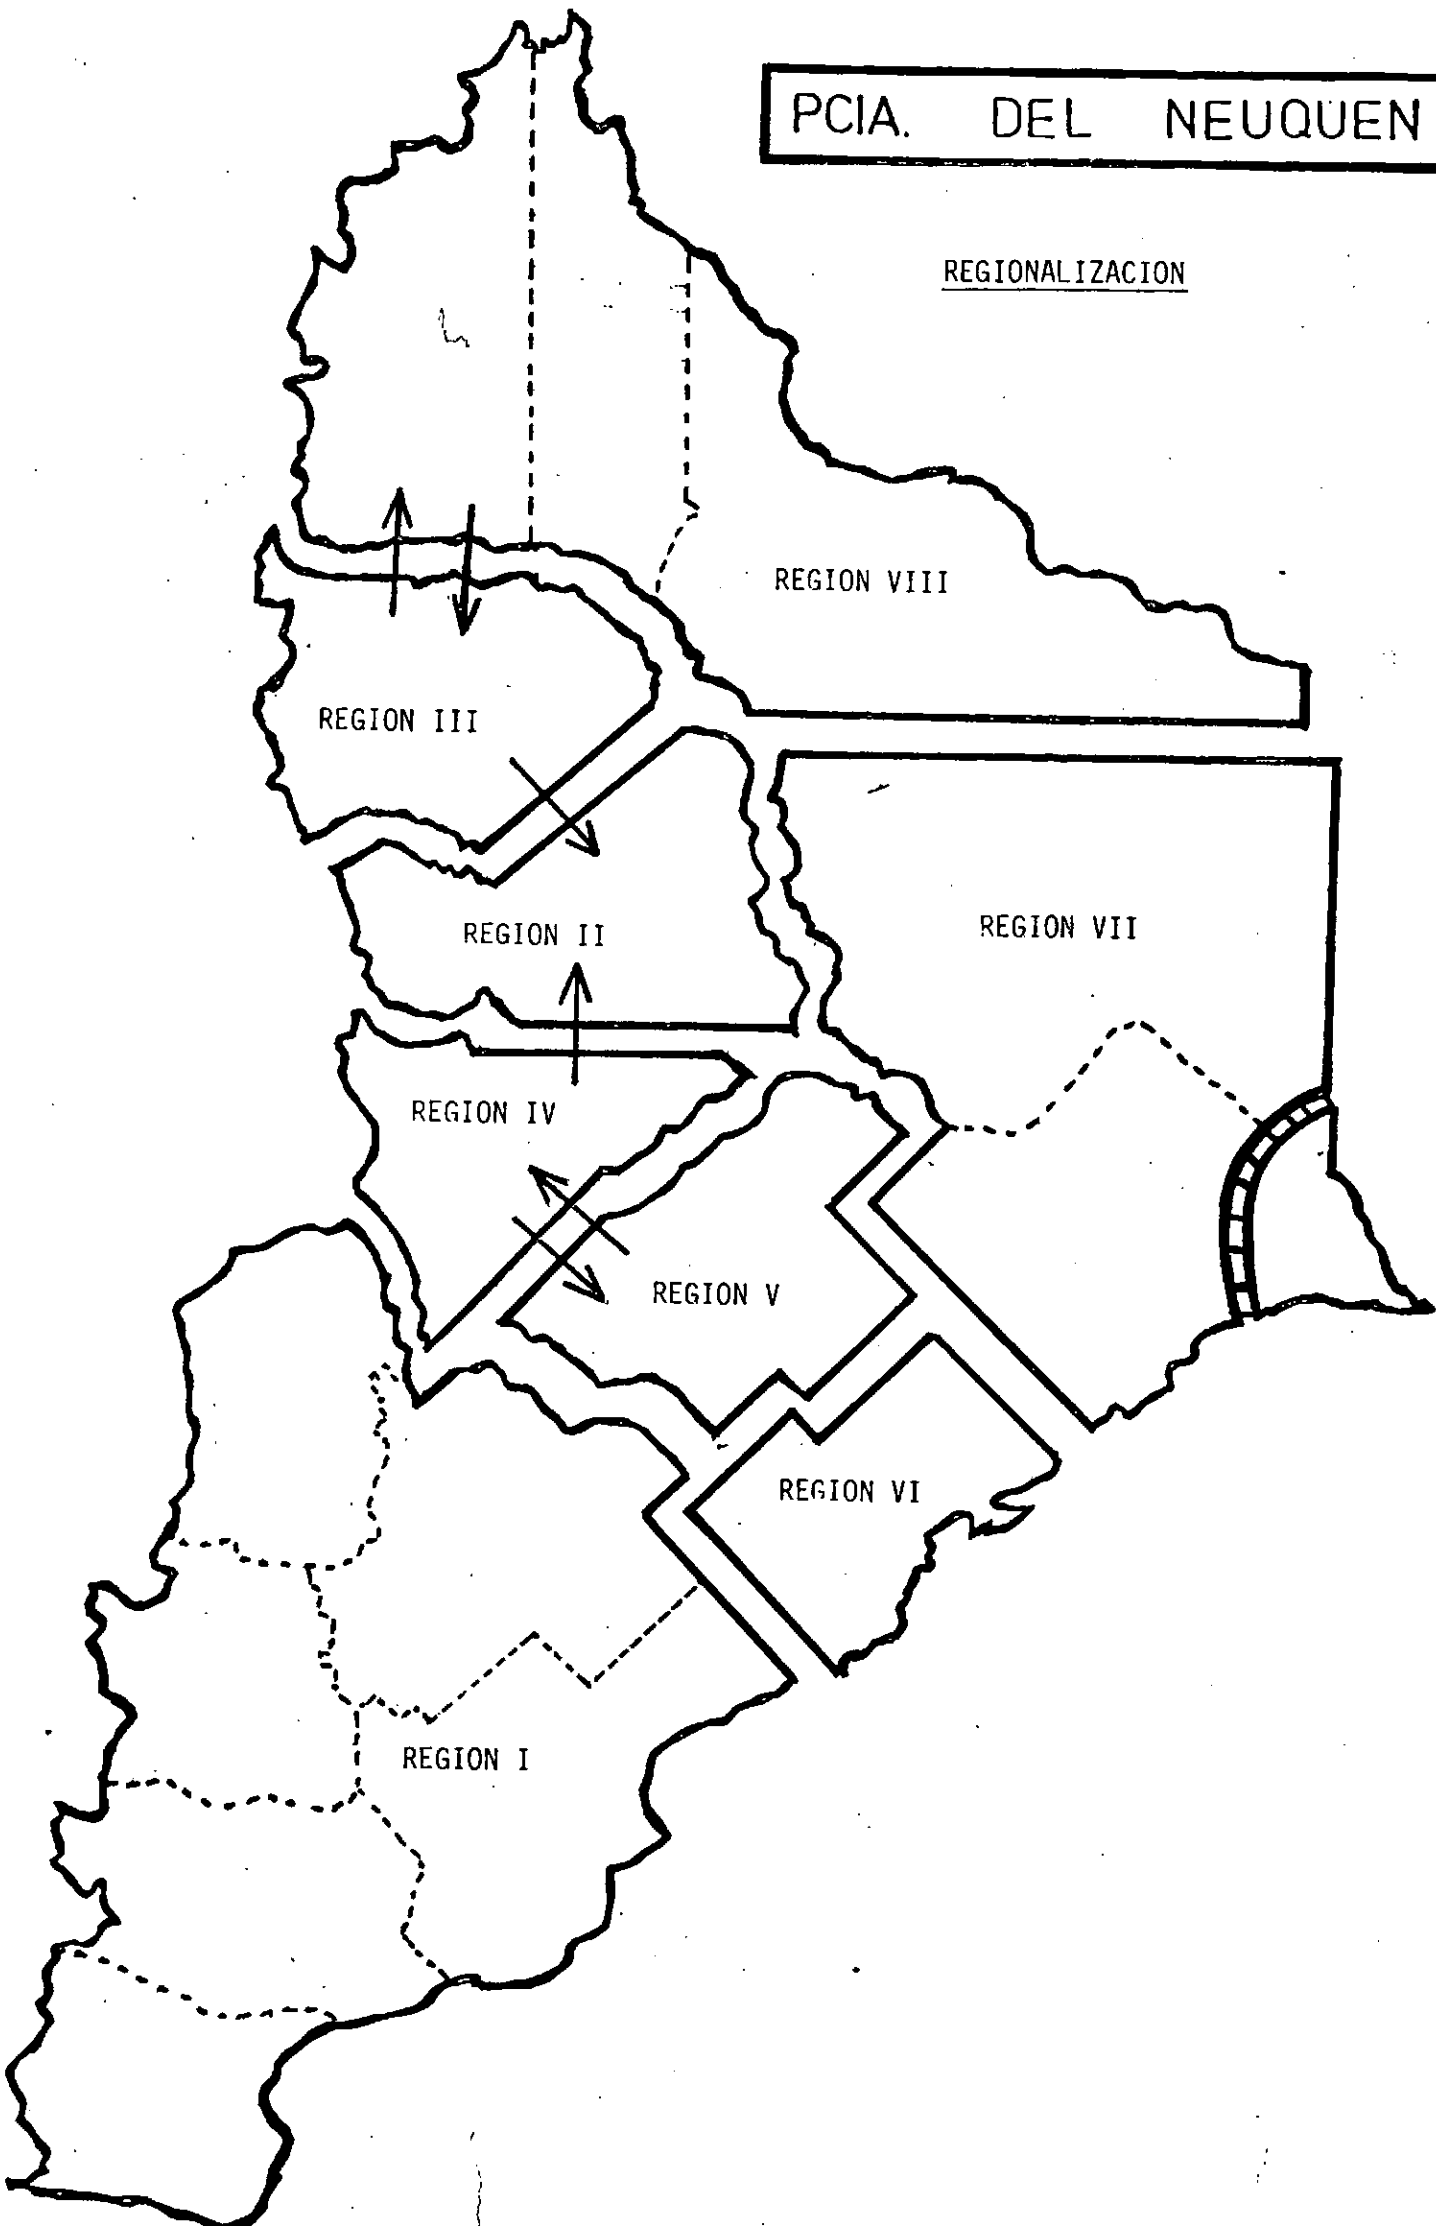 PCIA. DEL NEUQUEN
REGIONALIZACION
REGION VIII
REGION III
REGION II
REGION VII
REGION IV
REGION V
REGION VI
REGION I